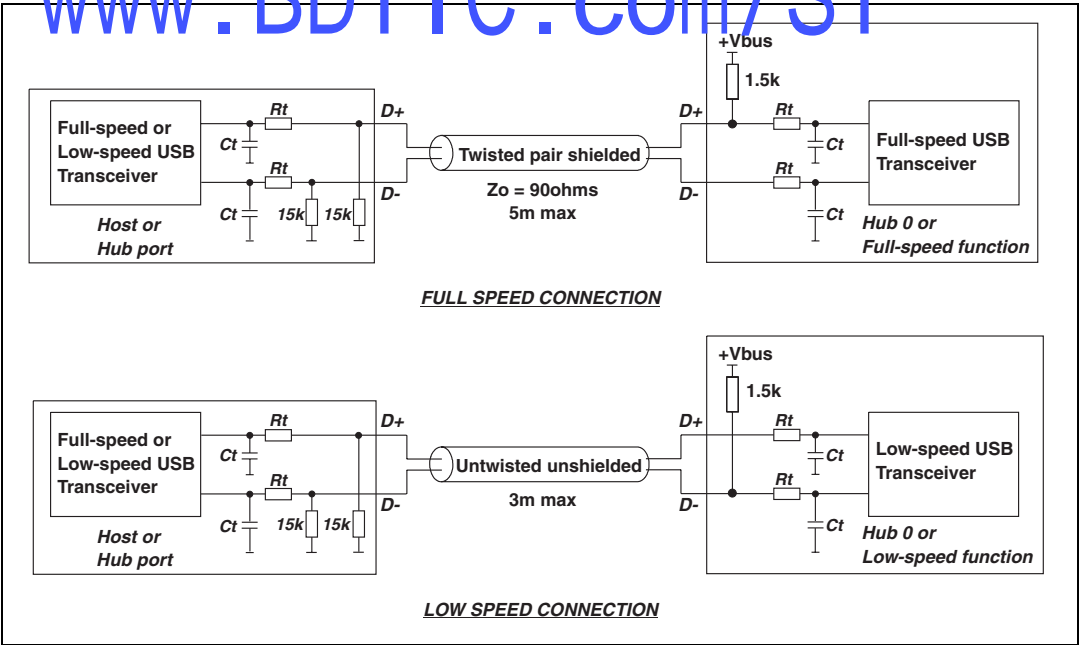 www.BDTIC.com/ST
+Vbus
1.5k
Rt
D+
D+
Rt
Full-speed or
Low-speed USB
Transceiver
Ct
Twisted pair shielded
Ct
Full-speed USB
Transceiver
Rt
D-
Zo = 90ohms
5m max
D-
Rt
Ct
15k
15k
Ct
Host or
Hub port
Hub 0 or
Full-speed function
FULL SPEED CONNECTION
+Vbus
1.5k
Rt
D+
D+
Rt
Full-speed or
Low-speed USB
Transceiver
Ct
Untwisted unshielded
Ct
Low-speed USB
Transceiver
Rt
D-
3m max
D-
Rt
Ct
15k
15k
Ct
Host or
Hub port
Hub 0 or
Low-speed function
LOW SPEED CONNECTION